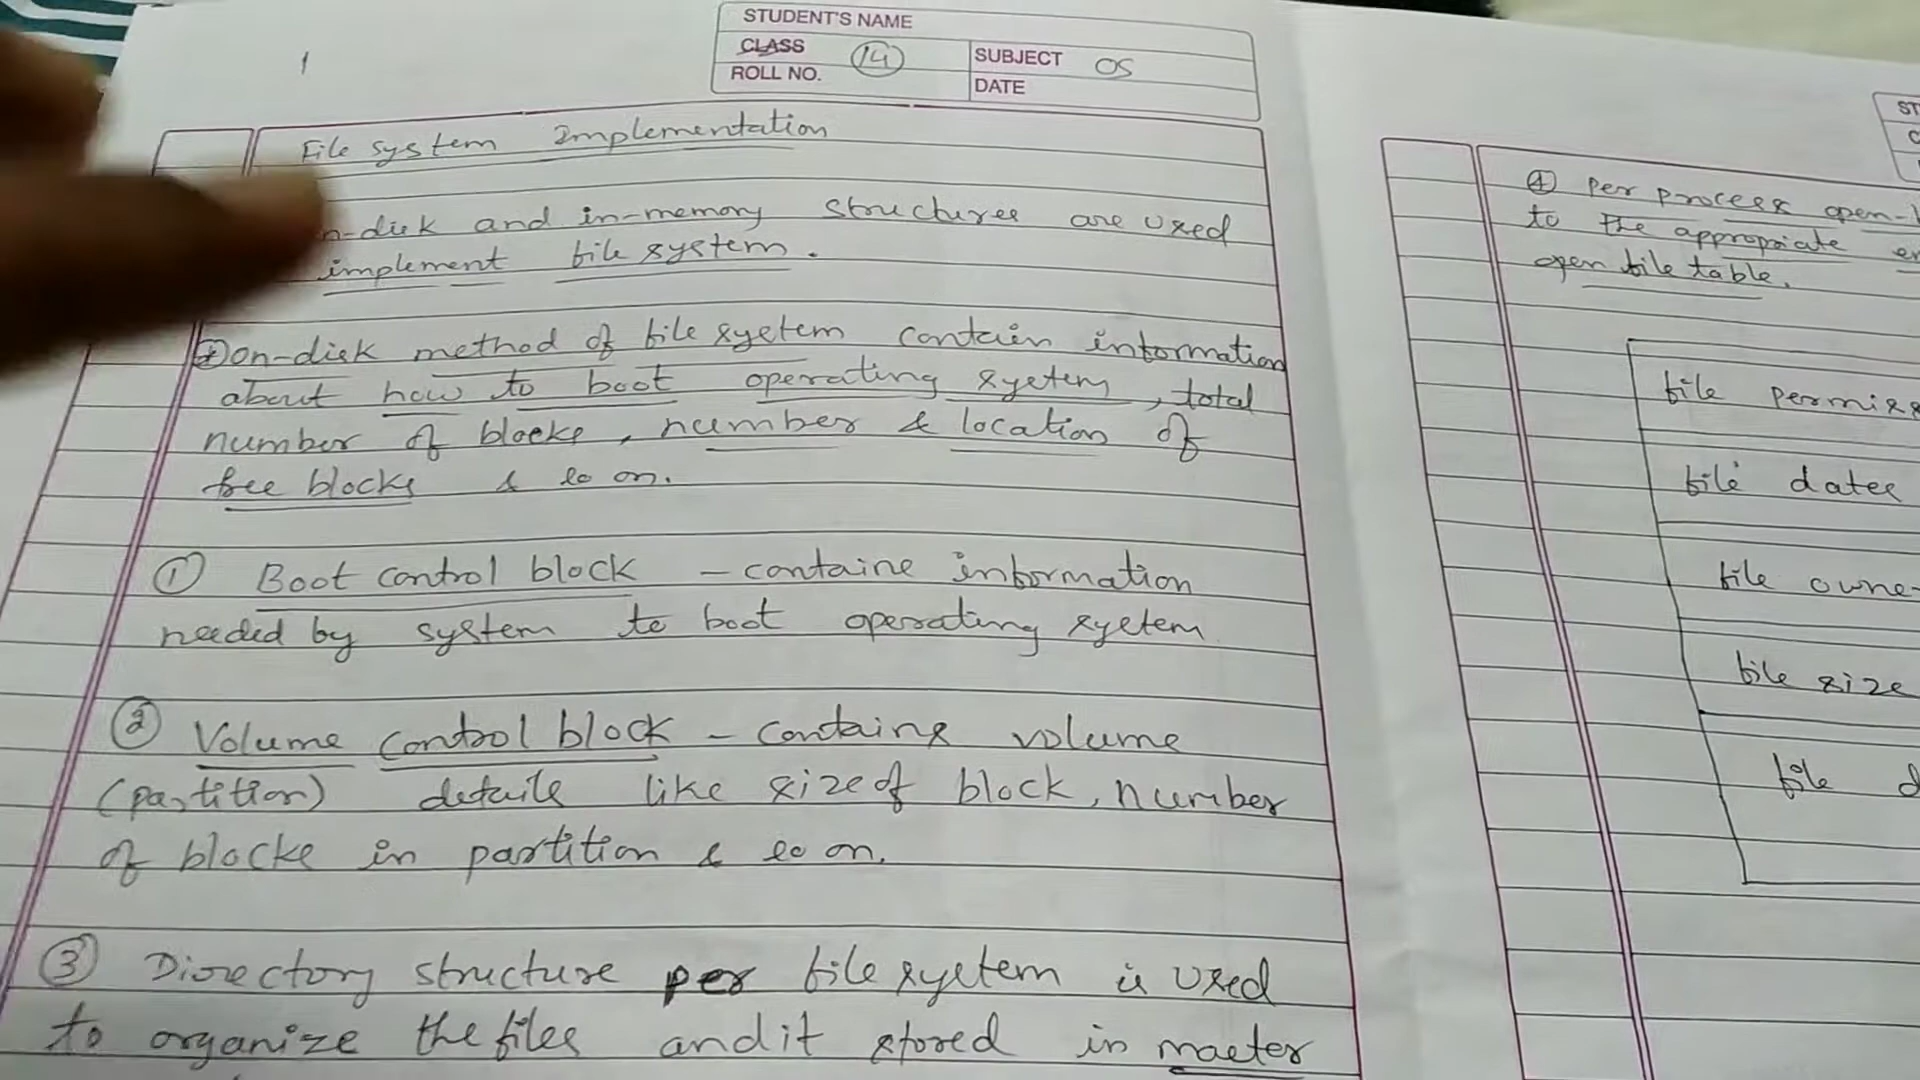 1
STUDENT'S NAME
CLASS 14
SUBJECT OS
ROLL NO.
DATE
File system Implementation
n-disk and in-memory structures are used
implement file system.
on-disk method of file system contain information
about how to boot operating system, total
number of blocks, number & location of
free blocks & so on.
① Boot control block - contains information
needed by system to boot operating system
② Volume control block - contains volume
(partition) details like size of block, number
of blocks in partition & so on.
③ Directory structure per file system is used
to organize the files and it stored in master
④ per process open-
to the appropriate
open file table.
file permiss
file dates
file owne
file size
file